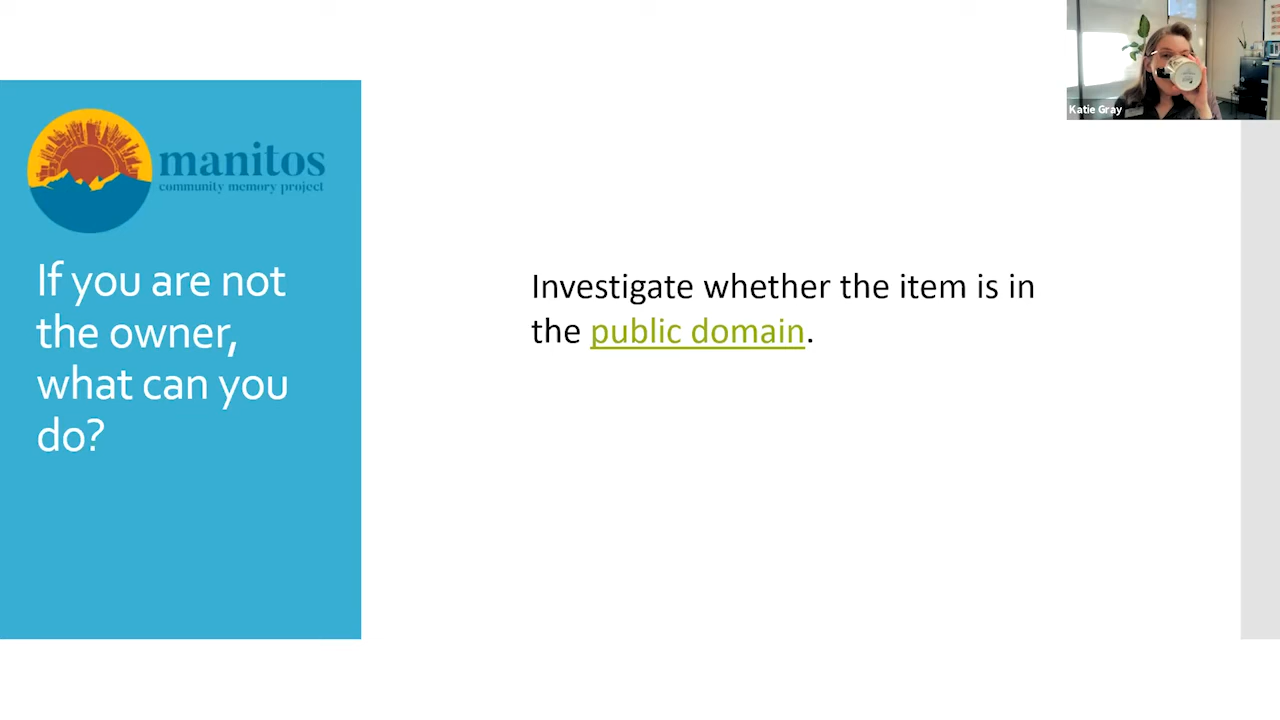 Katie Gray
manitos
community memory project
If you are not
the owner,
what can you
do?
Investigate whether the item is in
the public domain.